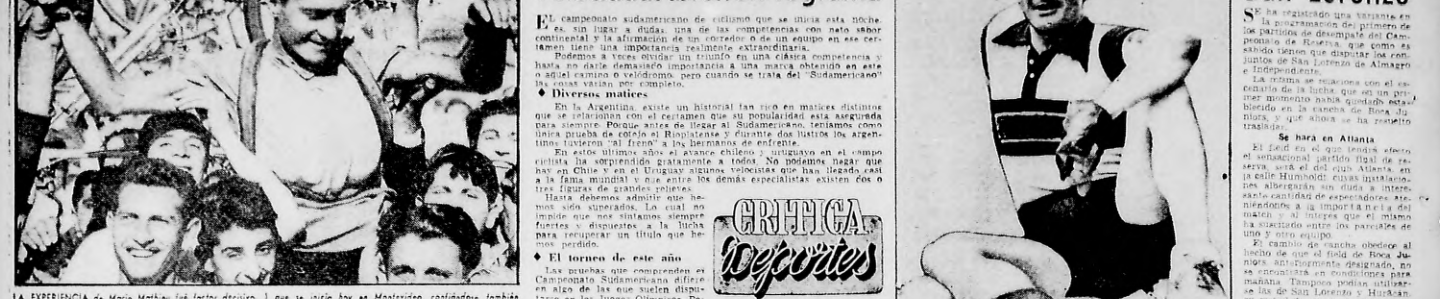 EL campeonato sudamericano de ciclismo que se inicia esta noche,
es, sin lugar a dudas, una de las competencias con neto sabor
continental y la afirmación de un corredor o de un equipo en ese cer-
tamen tiene una importancia realmente extraordinaria.
Podemos a veces olvidar un triunfo en una clásica competencia y
hasta no darle demasiado importancia a una marca obtenido en este
o aquel camino o velódromo, pero cuando se trata del "Sudamericano"
las cosas varían por completo.
♦ Diversos matices
En la Argentina, existe un historial tan rico en matices distintos
que se relacionan con el certamen que su popularidad está asegurada
para siempre. Porque antes de llegar al Sudamericano, teníamos como
única prueba de cotejo el Rioplatense y durante dos lustros los argen-
tinos tuvieron "al freno" a los hermanos de enfrente.
En estos últimos años el avance chileno y uruguayo en el campo
ciclista ha sorprendido gratamente a todos. No podemos negar que
hay en Chile y en el Uruguay algunos velocistas que han llegado casi
a la fama mundial y que entre los demás especialistas existen dos o
tres figuras de grandes relieves.
Hasta debemos admitir que he-
mos sido superados. Lo cual no
impide que nos sintamos siempre
fuertes y dispuestos a la lucha
para recuperar un título que he-
mos perdido.
♦ El torneo de este año
Las pruebas que comprenden el
Campeonato Sudamericano difiere
en algo de las que suelen dispu-
CRITICA
Deportes
SE ha registrado una variante en
la programación del primero de
los partidos de desempate del Cam-
peonato de Reserva, que como es
sabido tienen que disputar los con-
juntos de San Lorenzo de Almagro
e Independiente.
La misma se relaciona con el es-
cenario de la lucha, que en un pri-
mer momento había quedado esta-
blecido en la cancha de Boca Ju-
niors, y que ahora se ha resuelto
trasladar.
Se hará en Atlanta
El field en el que tendrá efecto
el sensacional partido final de re-
serva, será el del club Atlanta, en
la calle Humboldt, cuyas instalacio-
nes albergarán sin duda a intere-
sante cantidad de espectadores, ate-
niéndonos a la importancia del
match y al interés que el mismo
ha suscitado entre los parciales de
uno y otro equipo.
El cambio de cancha obedece al
hecho de que el field de Boca Ju-
niors, anteriormente designado, no
se encontrará en condiciones para
mañana. Tampoco podían utilizar-
se las de San Lorenzo y Huracán,
LA EXPERIENCIA de Mario Mathieu fué factor decisivo
que se inicia hoy en Montevideo, confiándose también